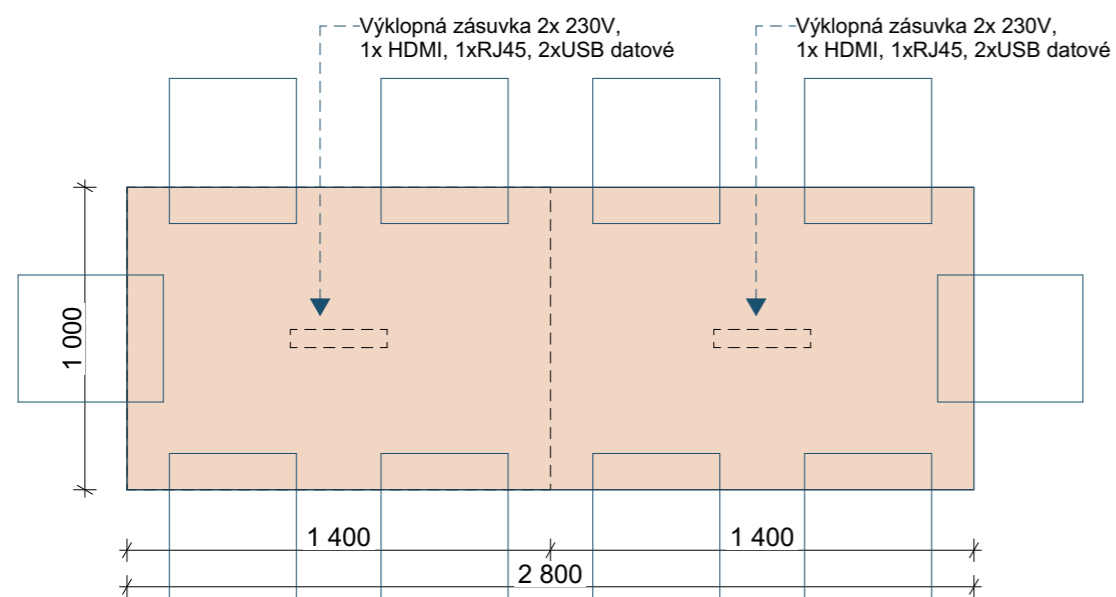 Výklopná zásuvka 2x 230V,
1x HDMI, 1xRJ45, 2xUSB datové
Výklopná zásuvka 2x 230V,
1x HDMI, 1xRJ45, 2xUSB datové
1 000
1 400
1 400
2 800